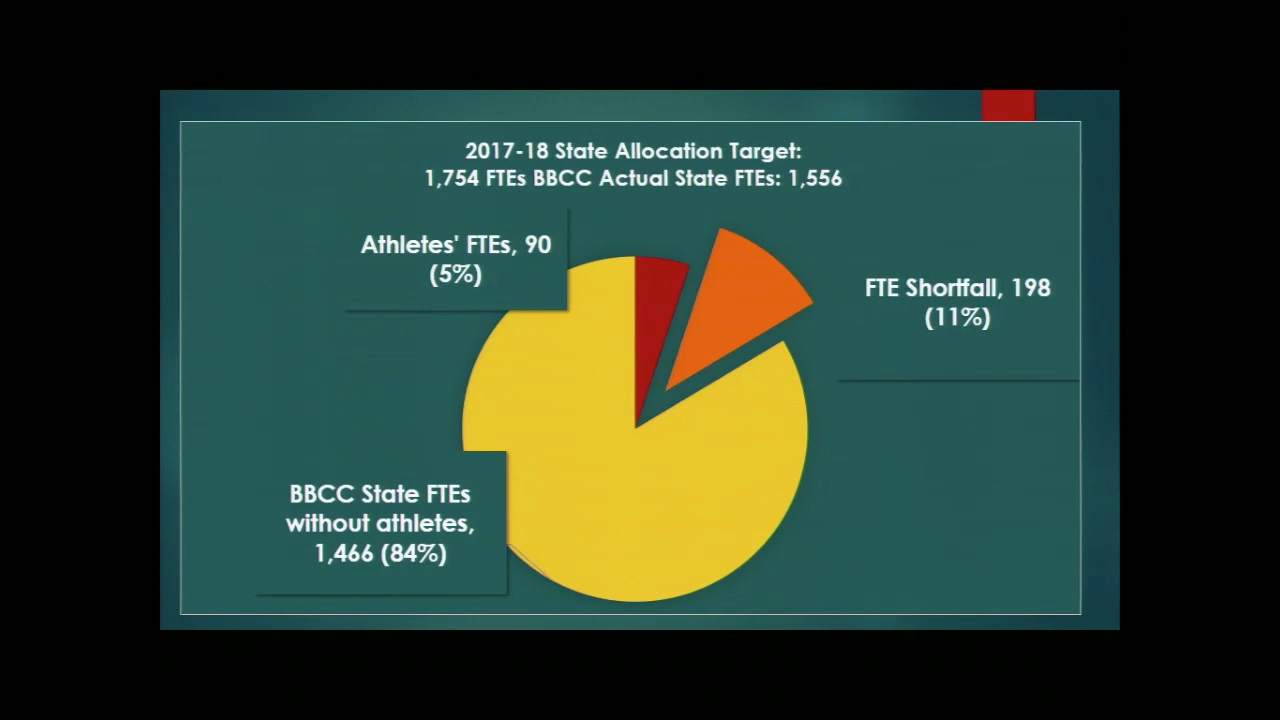 2017-18 State Allocation Target:
1,754 FTEs BBCC Actual State FTEs: 1,556
Athletes' FTEs, 90
(5%)
FTE Shortfall, 198
(11%)
BBCC State FTEs
without athletes,
1,466 (84%)